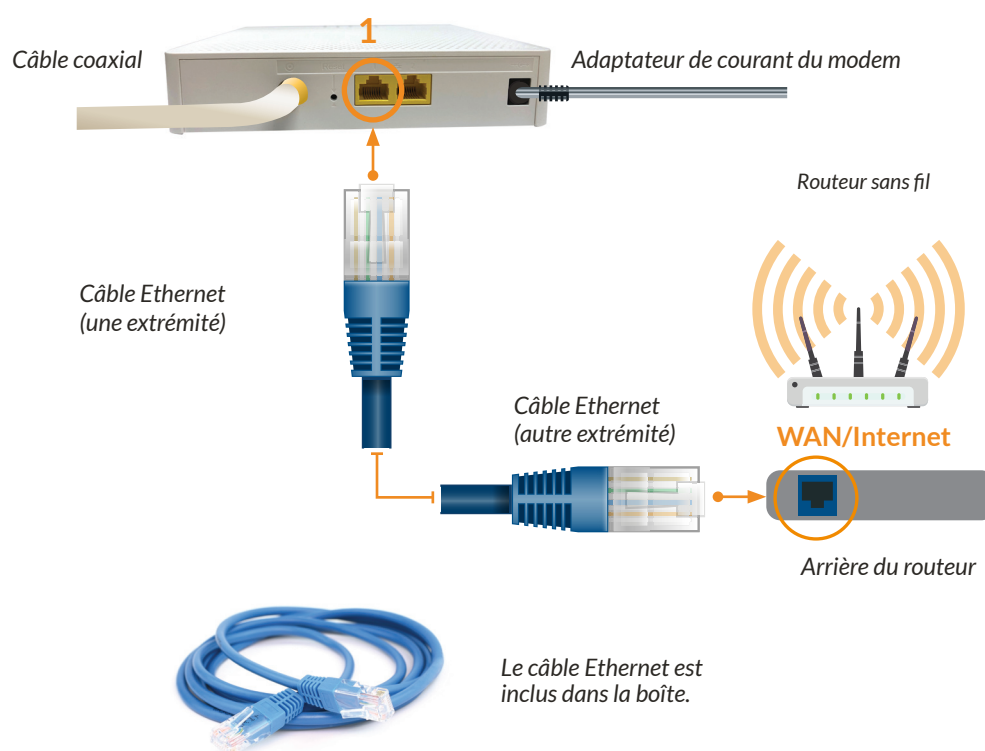 1
Câble coaxial
Adaptateur de courant du modem
Routeur sans fil
Câble Ethernet
(une extrémité)
Câble Ethernet
(autre extrémité)
WAN/Internet
Arrière du routeur
Le câble Ethernet est
inclus dans la boîte.